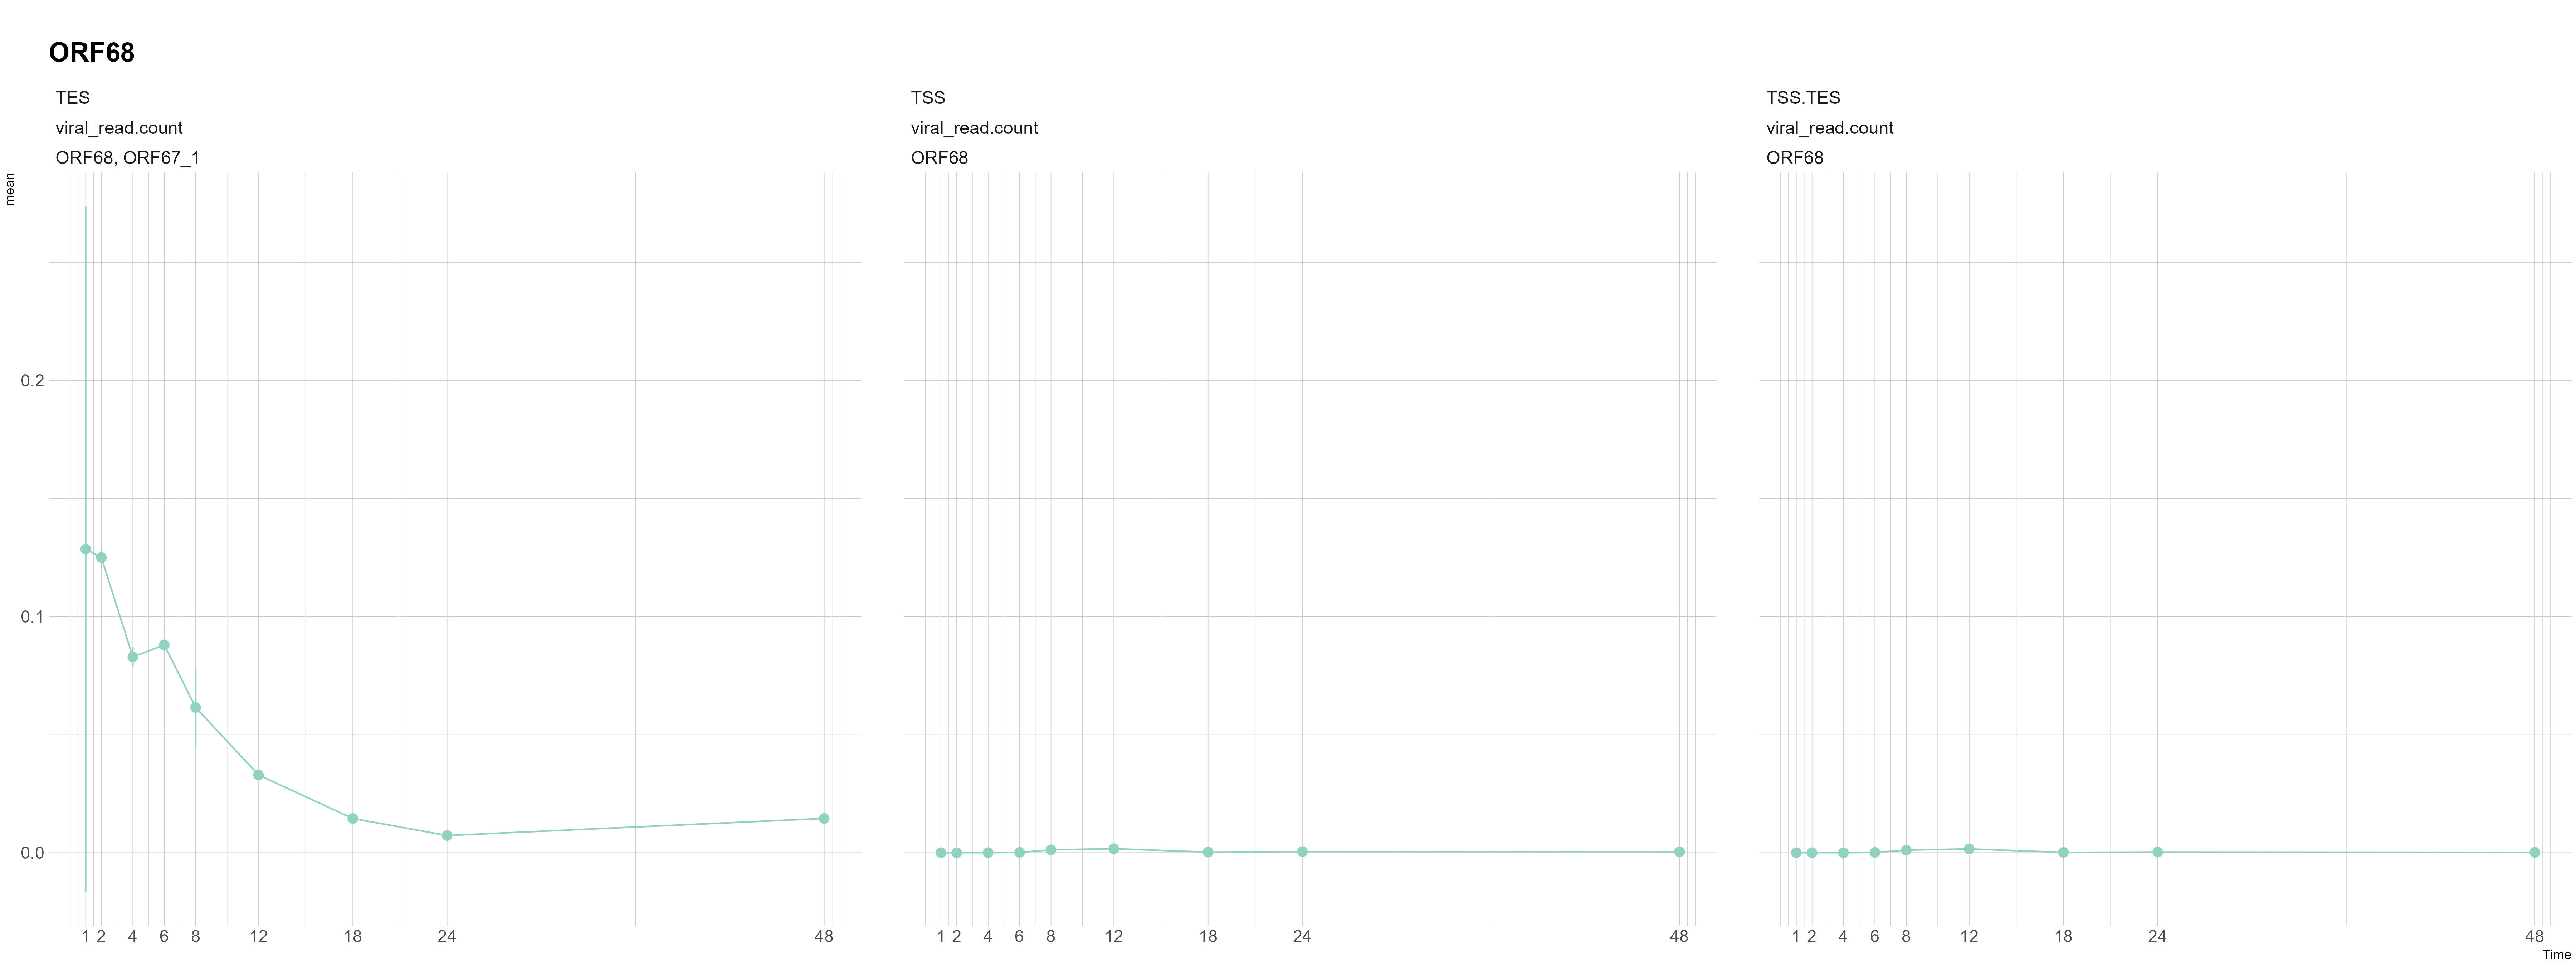 ORF68
TES
viral_read.count
ORF68, ORF67_1
TSS
viral_read.count
ORF68
TSS.TES
viral_read.count
ORF68
mean
0.2
0.1
0.0
1 2 4 6 8 12 18 24 48
1 2 4 6 8 12 18 24 48
1 2 4 6 8 12 18 24 48
Time